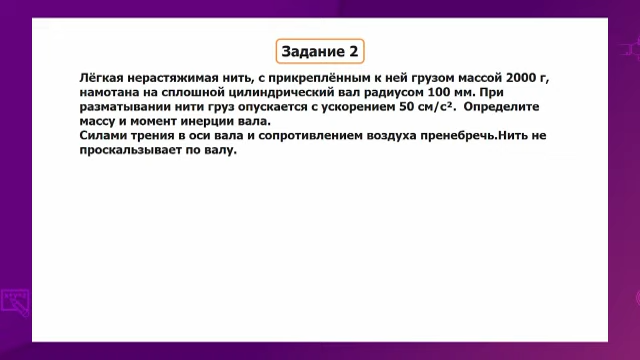 Задание 2
Лёгкая нерастяжимая нить, с прикреплённым к ней грузом массой 2000 г,
намотана на сплошной цилиндрический вал радиусом 100 мм. При
разматывании нити груз опускается с ускорением 50 см/с². Определите
массу и момент инерции вала.
Силами трения в оси вала и сопротивлением воздуха пренебречь.Нить не
проскальзывает по валу.